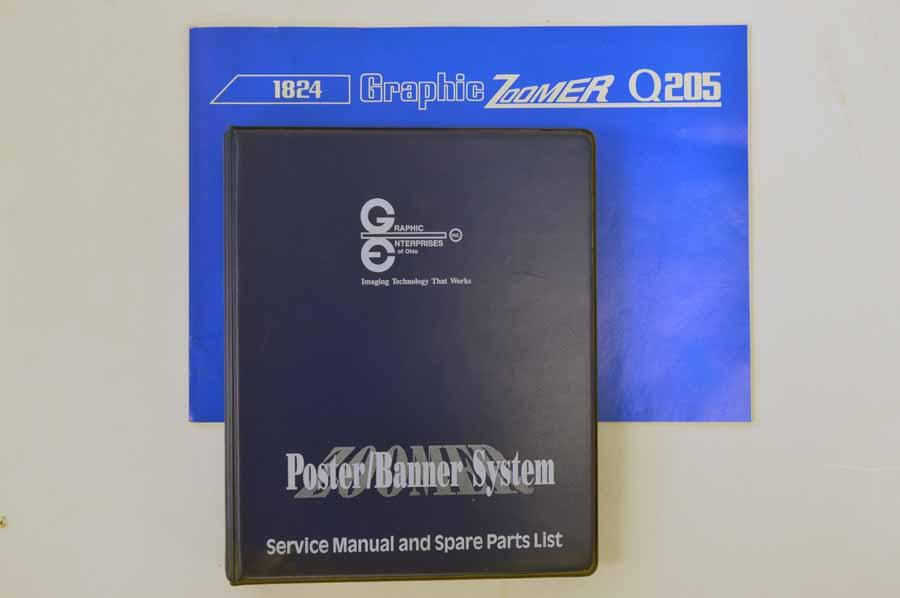 1824 Graphic ZOOMER Q205
GRAPHIC
INC.
ENTERPRISES
of Ohio
Imaging Technology That Works
ZOOMER
Poster/Banner System
Service Manual and Spare Parts List